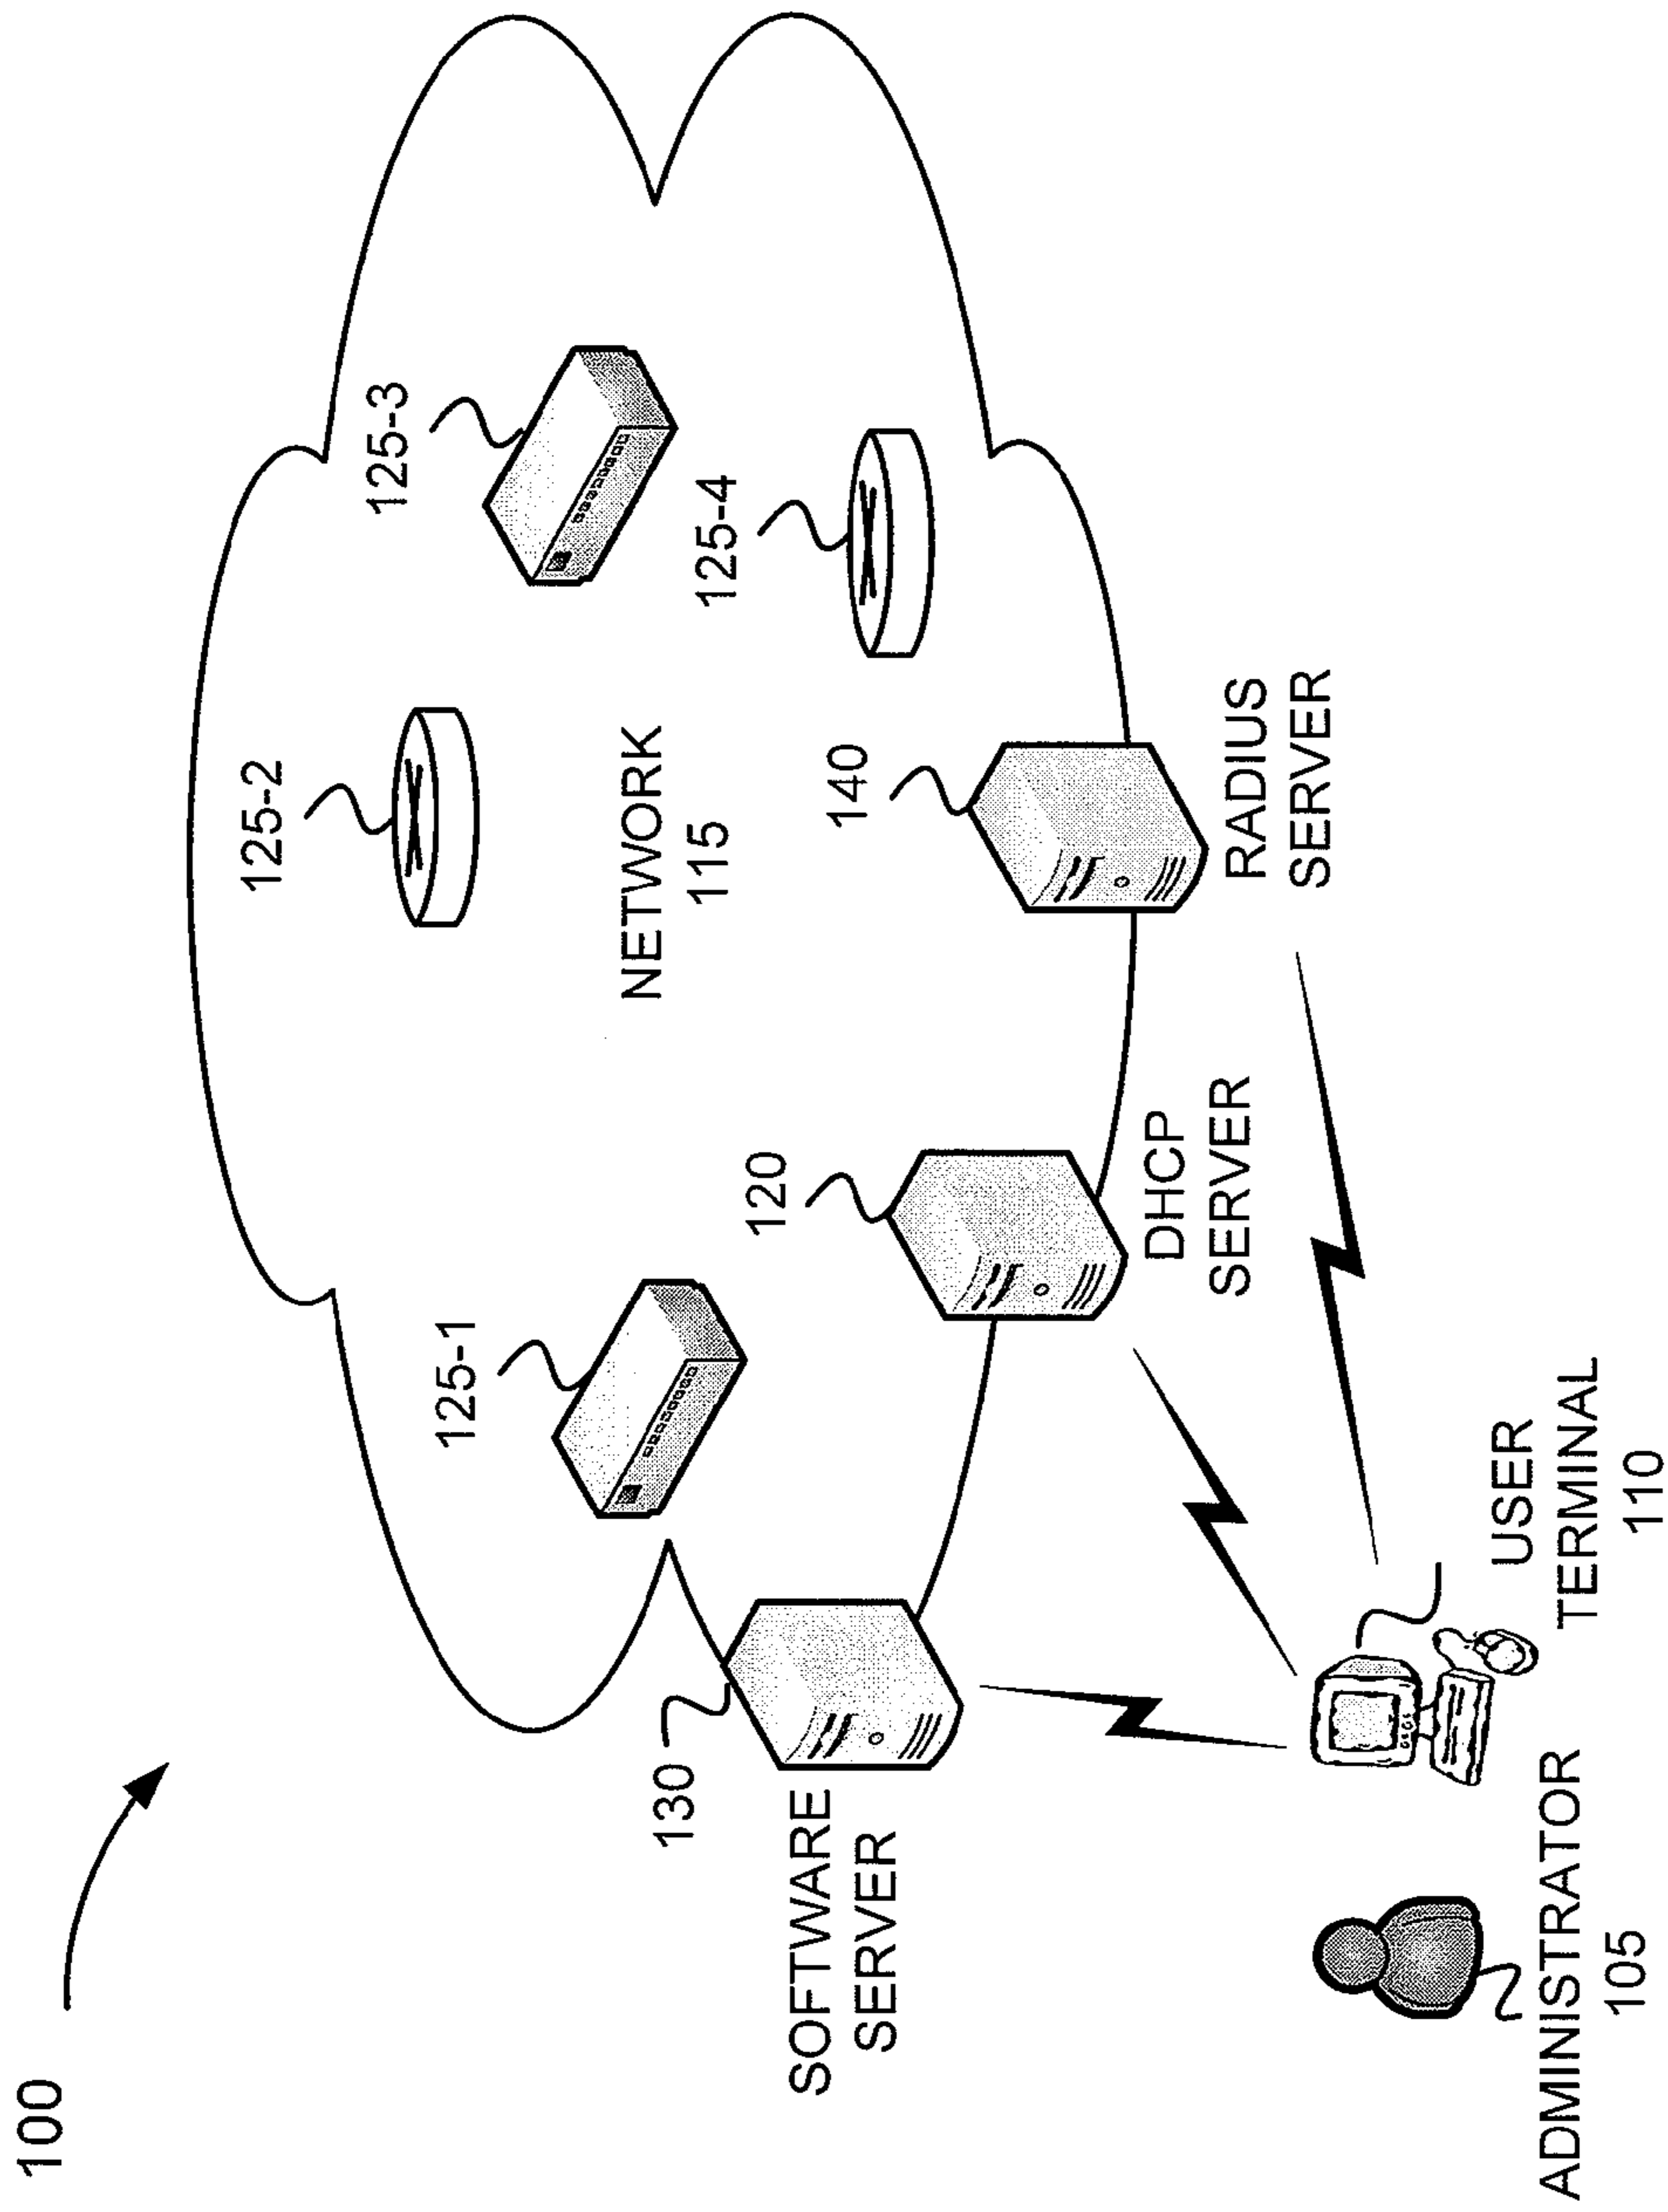 100
125-3
125-2
125-4
NETWORK
115
125-1
140
120
RADIUS
SERVER
130
DHCP
SERVER
SOFTWARE
SERVER
USER
TERMINAL
110
ADMINISTRATOR
105